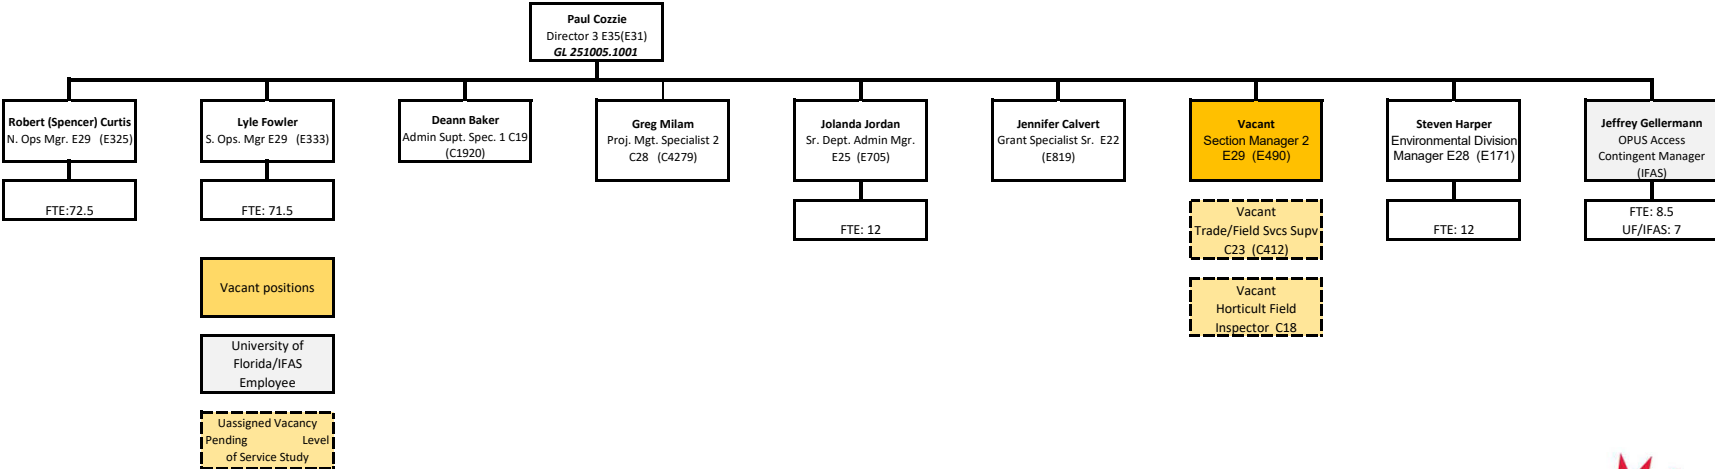 Paul Cozzie
Director 3 E35(E31)
GL 251005.1001
Robert (Spencer) Curtis
N. Ops Mgr. E29 (E325)
FTE:72.5
Lyle Fowler
S. Ops. Mgr E29 (E333)
FTE: 71.5
Deann Baker
Admin Supt. Spec. 1 C19
(C1920)
Greg Milam
Proj. Mgt. Specialist 2
C28 (C4279)
Jolanda Jordan
Sr. Dept. Admin Mgr.
E25 (E705)
FTE: 12
Jennifer Calvert
Grant Specialist Sr. E22
(E819)
Vacant
Section Manager 2
E29 (E490)
Vacant
Trade/Field Svcs Supv
C23 (C412)
Vacant
Horticult Field
Inspector C18
Steven Harper
Environmental Division
Manager E28 (E171)
FTE: 12
Jeffrey Gellermann
OPUS Access
Contingent Manager
(IFAS)
FTE: 8.5
UF/IFAS: 7
Vacant positions
University of
Florida/IFAS
Employee
Uassigned Vacancy
Pending Level
of Service Study